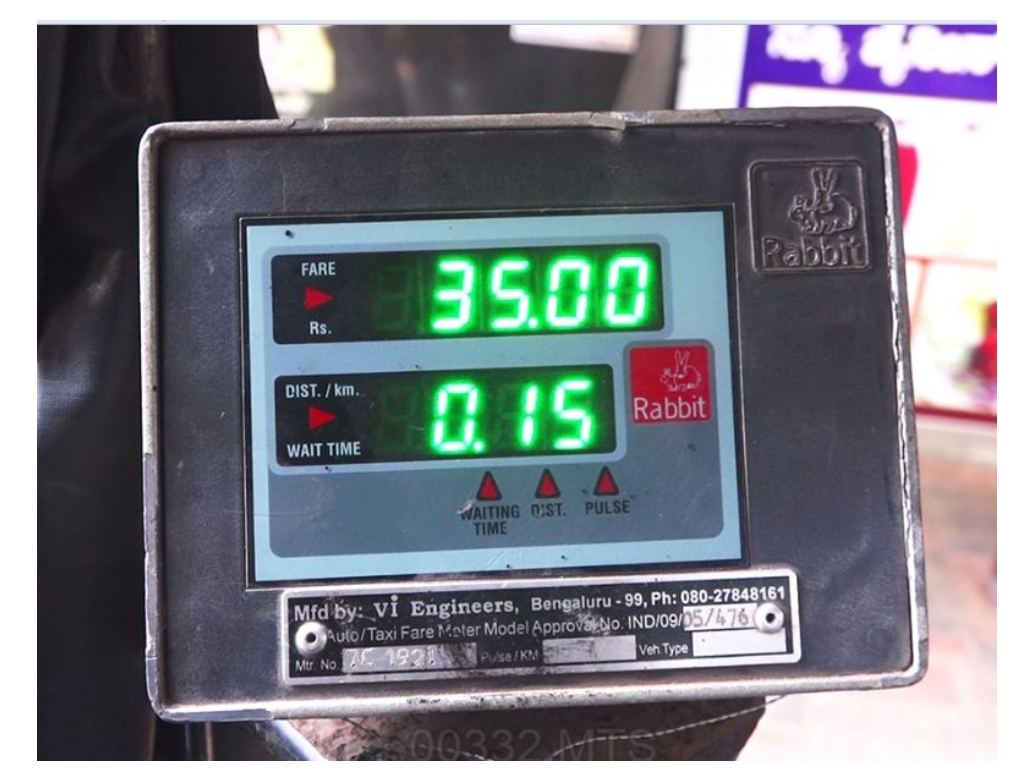 Rabbit
FARE
Rs.
35.00
DIST. / km.
WAIT TIME
0.15
Rabbit
WAITING TIME
DIST.
PULSE
Mfd by: Vi Engineers, Bengaluru - 99, Ph: 080-27848161
Auto/Taxi Fare Meter Model Approval No. IND/09/05/476
Mtr. No. 7C 1921 Pulse/KM Veh.Type
00332.MTS